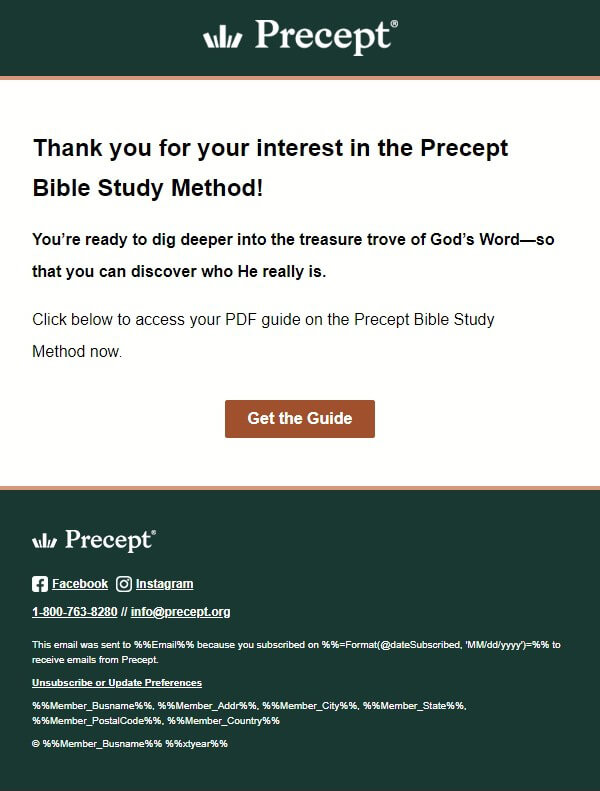 Precept®
Thank you for your interest in the Precept
Bible Study Method!
You’re ready to dig deeper into the treasure trove of God’s Word—so
that you can discover who He really is.
Click below to access your PDF guide on the Precept Bible Study
Method now.
Get the Guide
Precept®
Facebook Instagram
1-800-763-8280 // info@precept.org
This email was sent to %%Email%% because you subscribed on %%=Format(@dateSubscribed, 'MM/dd/yyyy')=%% to
receive emails from Precept.
Unsubscribe or Update Preferences
%%Member_Busname%%, %%Member_Addr%%, %%Member_City%%, %%Member_State%%,
%%Member_PostalCode%%, %%Member_Country%%
© %%Member_Busname%% %%xtyear%%